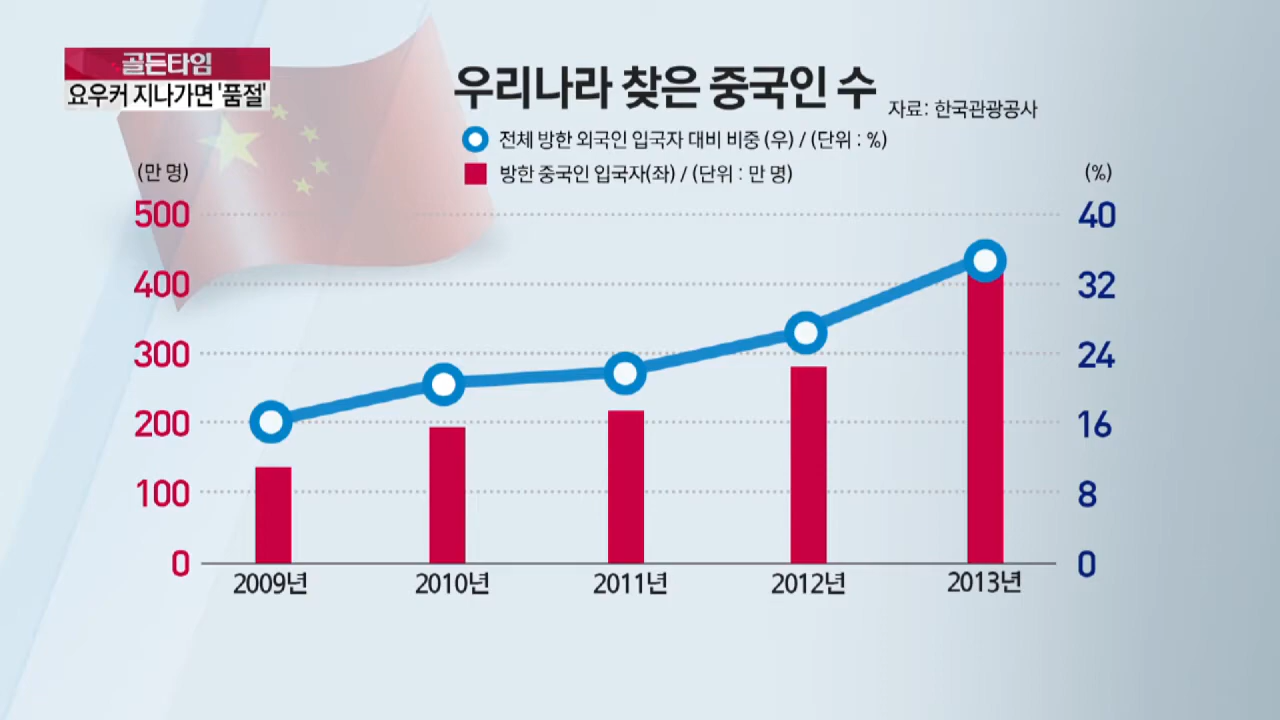 골든타임
요우커 지나가면 '품절'
우리나라 찾은 중국인 수
자료: 한국관광공사
전체 방한 외국인 입국자 대비 비중 (우) / (단위 : %)
방한 중국인 입국자(좌) / (단위 : 만 명)
(만 명)
(%)
500
40
400
32
300
24
200
16
100
8
0
0
2009년 2010년 2011년 2012년 2013년